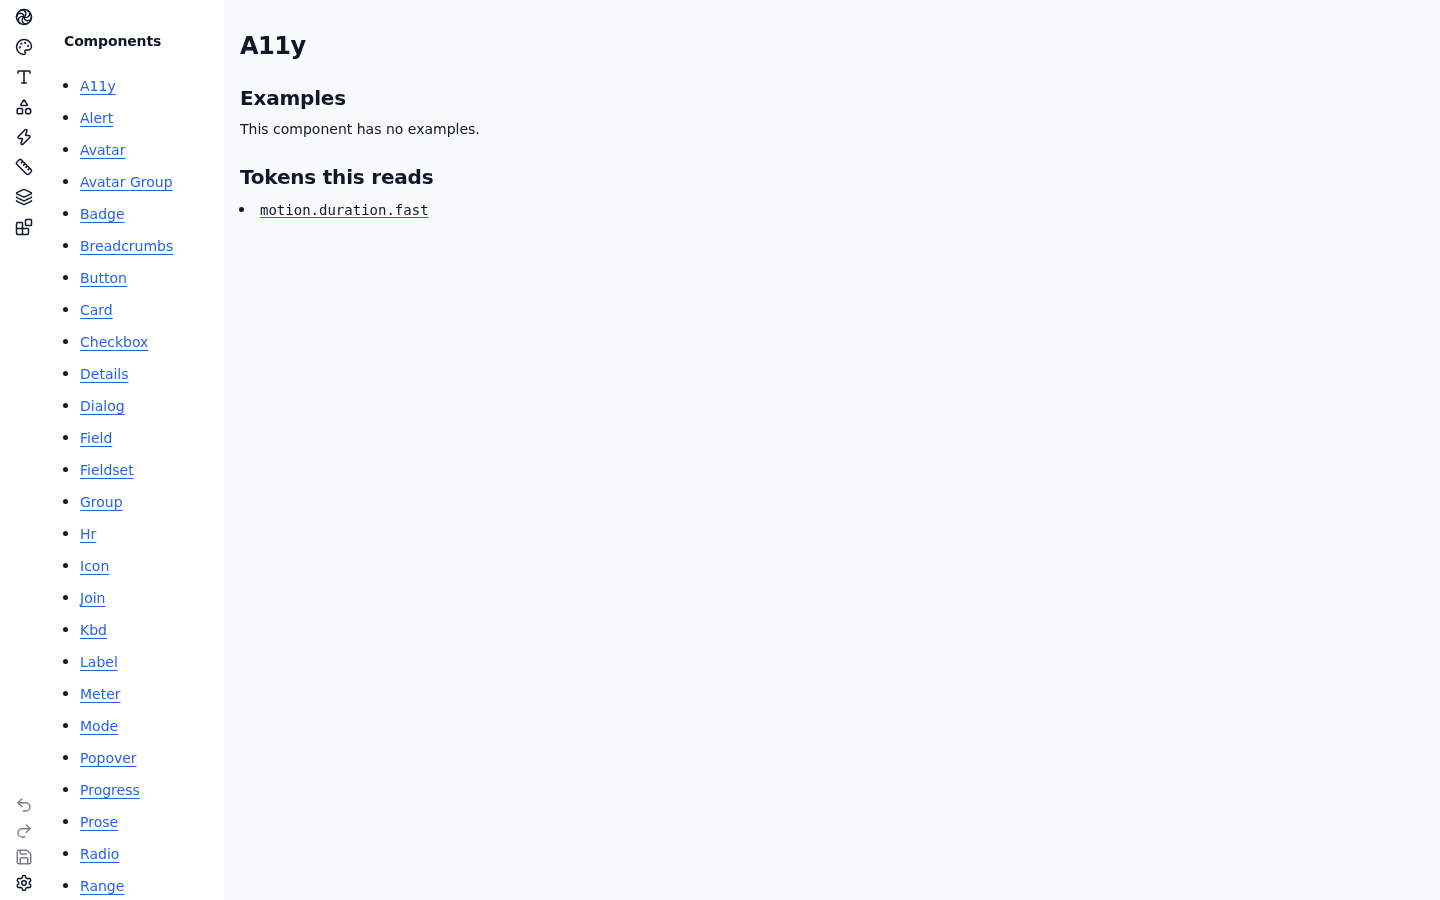 Components
A11y
Alert
Avatar
Avatar Group
Badge
Breadcrumbs
Button
Card
Checkbox
Details
Dialog
Field
Fieldset
Group
Hr
Icon
Join
Kbd
Label
Meter
Mode
Popover
Progress
Prose
Radio
Range
A11y
Examples
This component has no examples.
Tokens this reads
motion.duration.fast